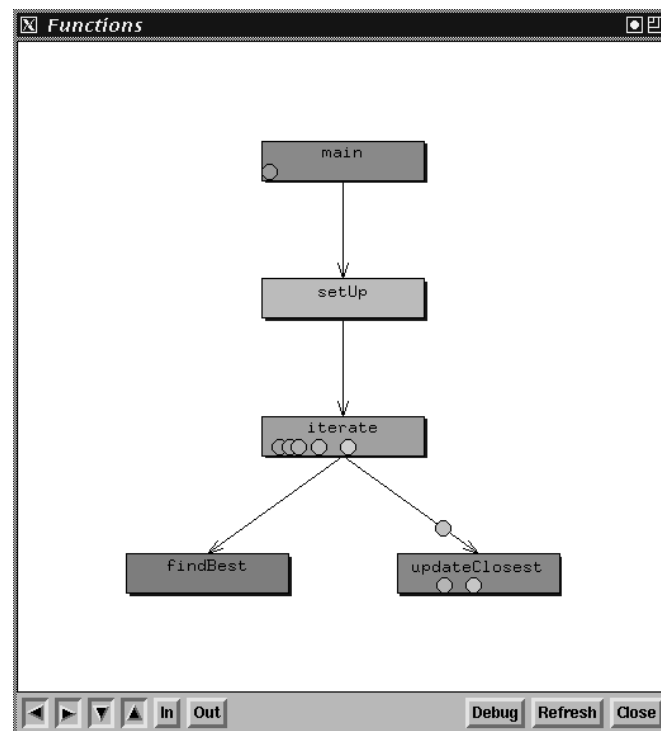 Functions
main
setUp
iterate
findBest
updateClosest
In Out Debug Refresh Close